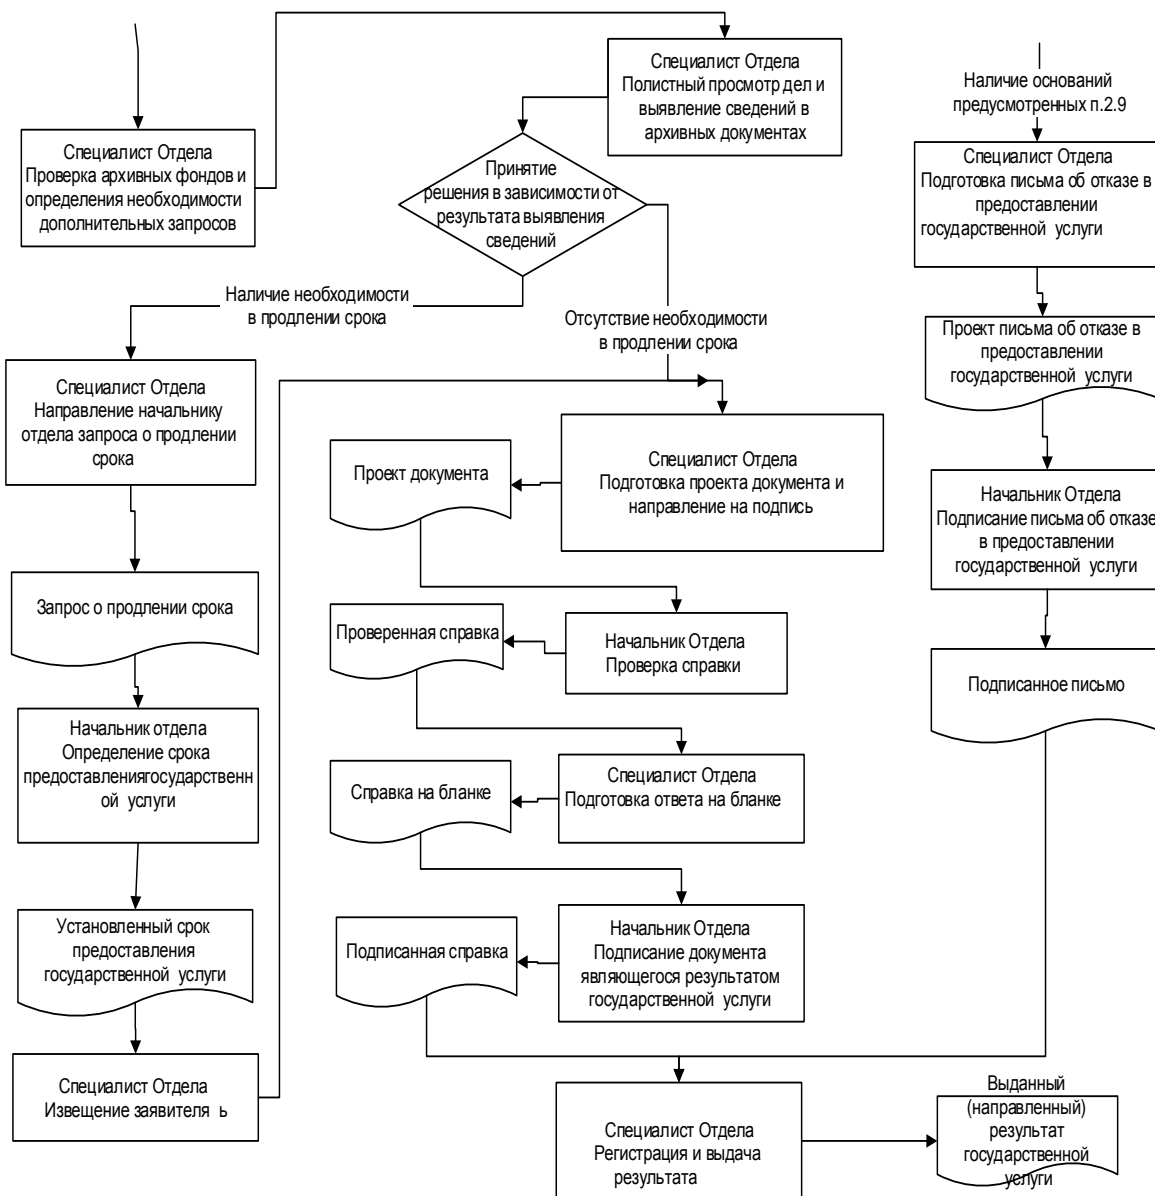 Специалист Отдела
Полистный просмотр дел и
выявление сведений в
архивных документах
Наличие оснований
предусмотренных п.2.9
Специалист Отдела
Проверка архивных фондов и
определения необходимости
дополнительных запросов
Принятие
решения в зависимости от
результата выявления
сведений
Специалист Отдела
Подготовка письма об отказе в
предоставлении
государственной услуги
Наличие необходимости
в продлении срока
Отсутствие необходимости
в продлении срока
Проект письма об отказе в
предоставлении
государственной услуги
Специалист Отдела
Направление начальнику
отдела запроса о продлении
срока
Проект документа
Специалист Отдела
Подготовка проекта документа и
направление на подпись
Начальник Отдела
Подписание письма об отказе
в предоставлении
государственной услуги
Запрос о продлении срока
Проверенная справка
Начальник Отдела
Проверка справки
Подписанное письмо
Начальник отдела
Определение срока
предоставлениягосударственн
ой услуги
Справка на бланке
Специалист Отдела
Подготовка ответа на бланке
Установленный срок
предоставления
государственной услуги
Подписанная справка
Начальник Отдела
Подписание документа
являющегося результатом
государственной услуги
Специалист Отдела
Извещение заявителя ь
Специалист Отдела
Регистрация и выдача
результата
Выданный
(направленный)
результат
государственной
услуги